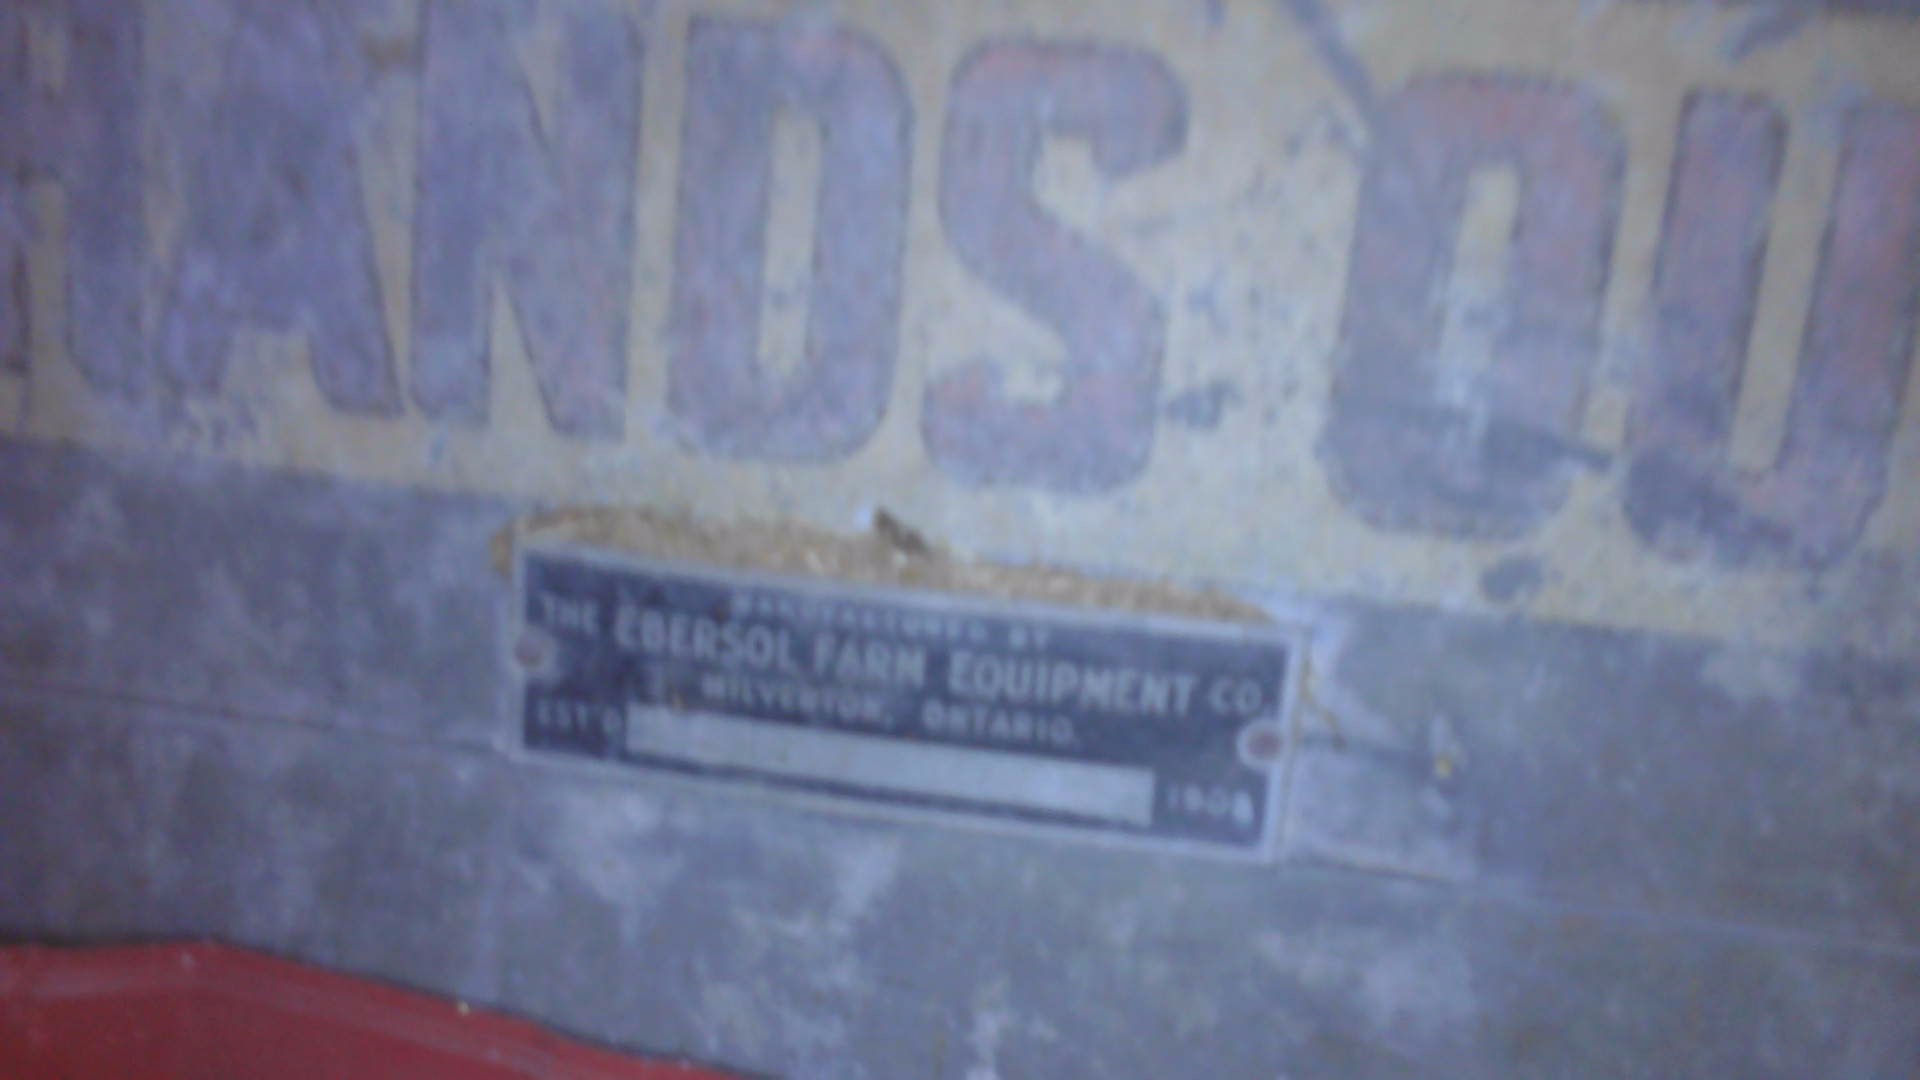 HANDS OU
MANUFACTURED BY
THE EBERSOL FARM EQUIPMENT CO.
MILVERTON, ONTARIO.
EST'D 1908